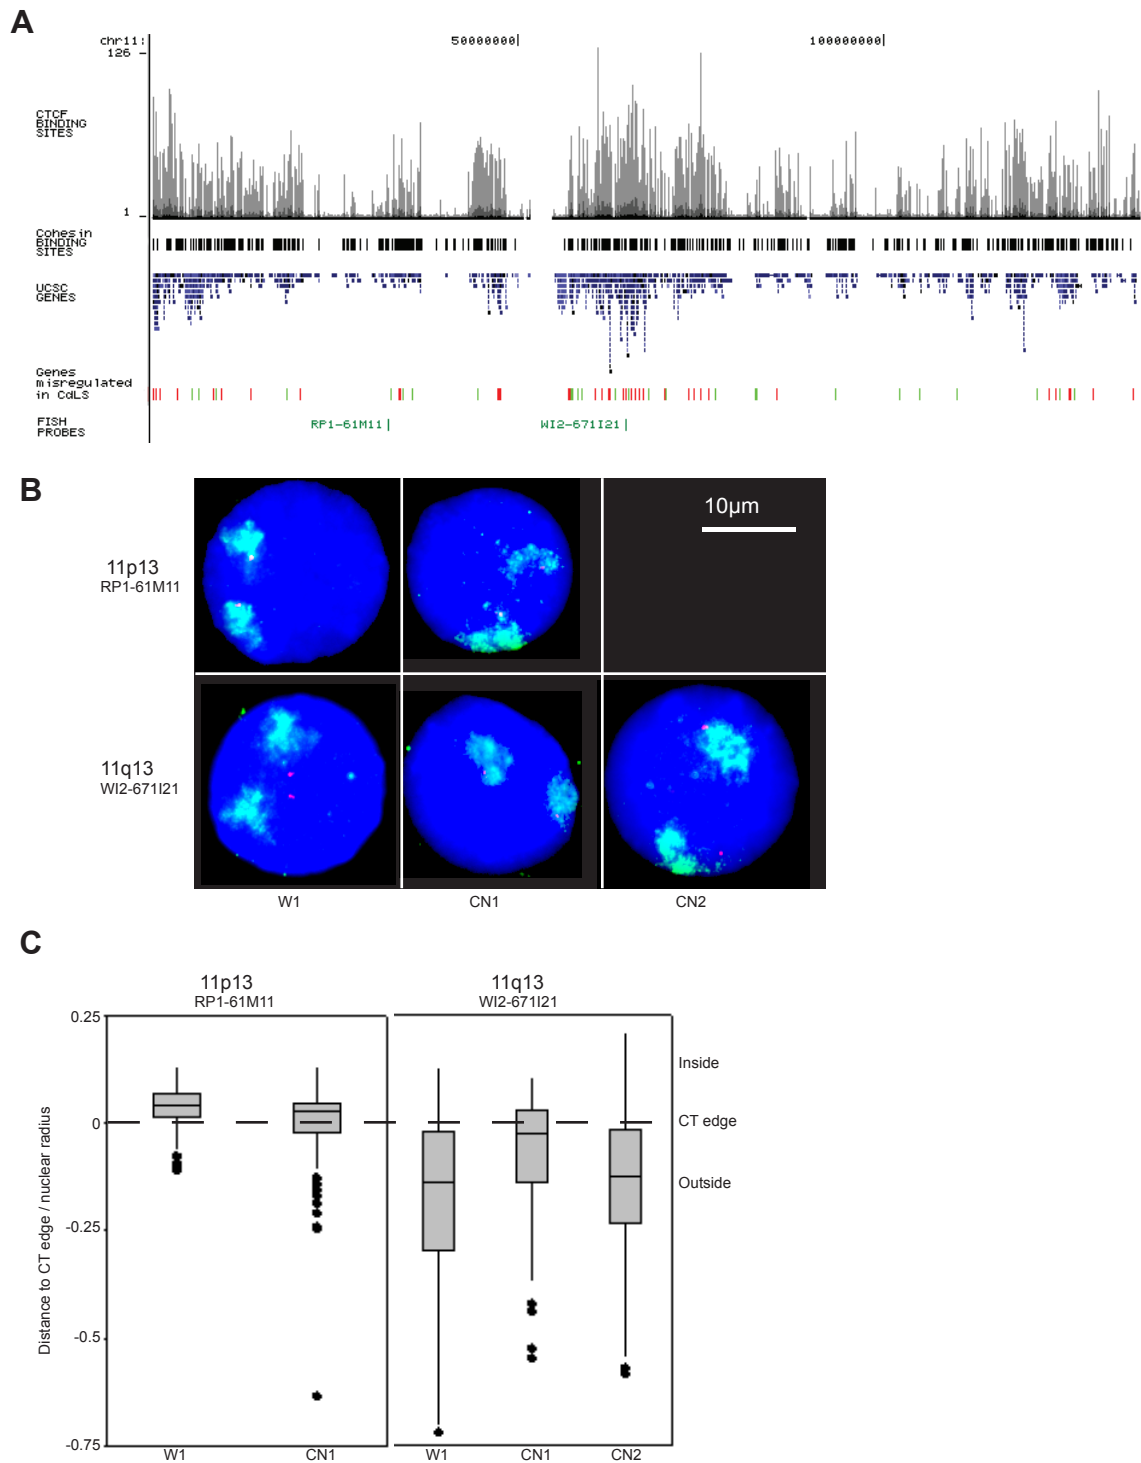 A
chr11:
50000000|
100000000|
126
CTCF
BINDING
SITES
1
Cohesin
BINDING
SITES
UCSC
GENES
Genes
misregulated
in CdLS
FISH
PROBES
RP1-61M11
WI2-671I21
B
10µm
11p13
RP1-61M11
11q13
WI2-671I21
W1
CN1
CN2
C
11p13
RP1-61M11
11q13
WI2-671I21
Distance to CT edge / nuclear radius
0.25
0
-0.25
-0.5
-0.75
Inside
CT edge
Outside
W1
CN1
W1
CN1
CN2